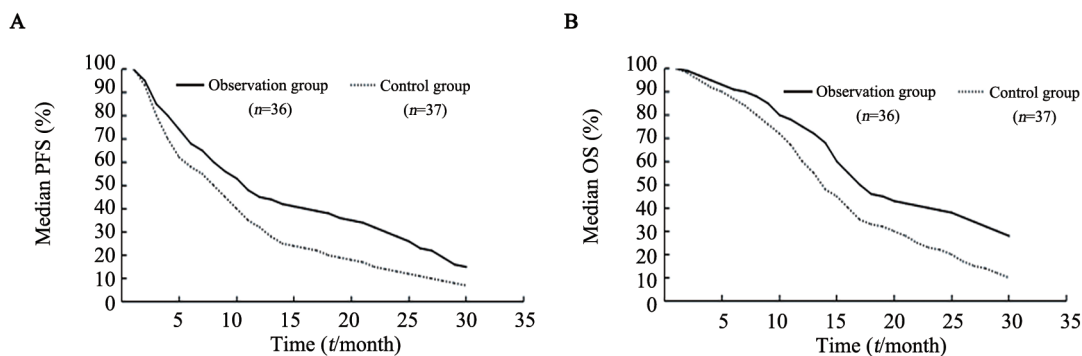 A
Median PFS (%)
100
90
80
70
60
50
40
30
20
10
0
Observation group
(n=36)
Control group
(n=37)
5 10 15 20 25 30 35
Time (t/month)
B
Median OS (%)
100
90
80
70
60
50
40
30
20
10
0
Observation group
(n=36)
Control group
(n=37)
5 10 15 20 25 30 35
Time (t/month)